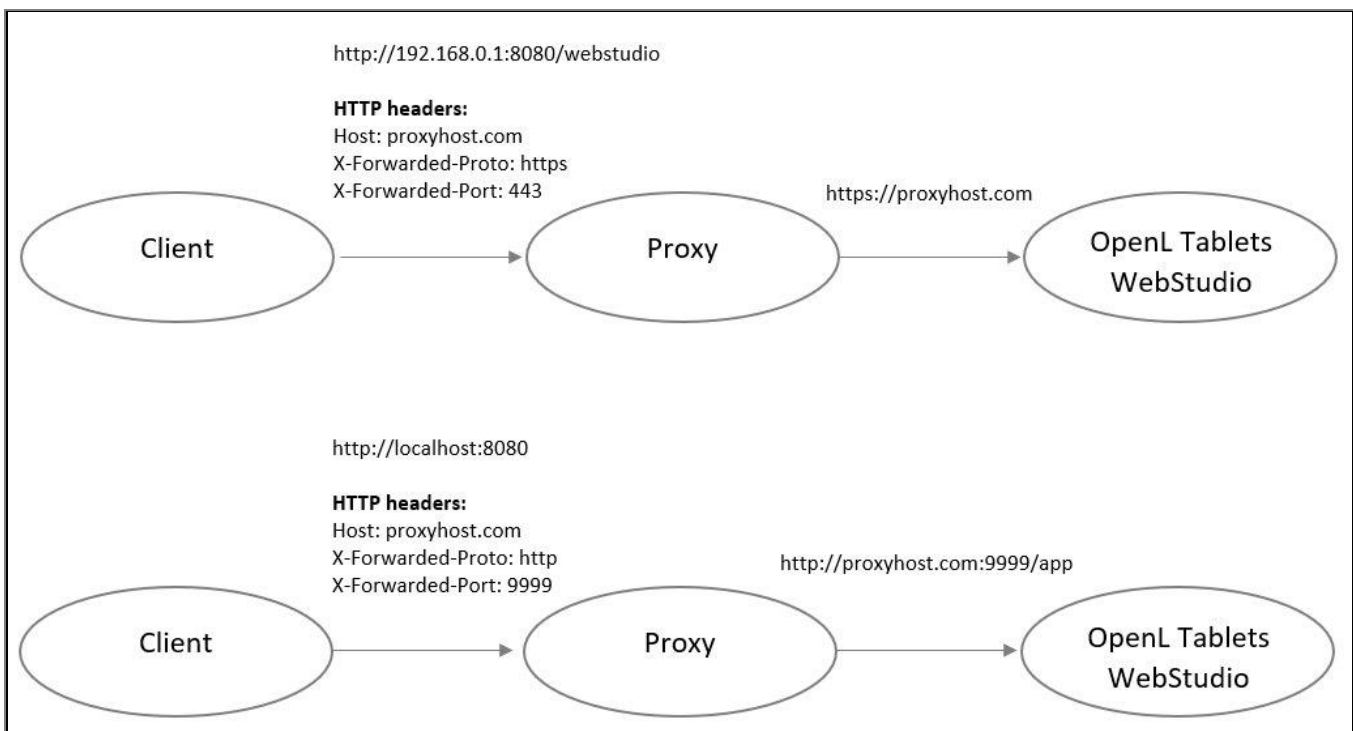 http://192.168.0.1:8080/webstudio
HTTP headers:
Host: proxyhost.com
X-Forwarded-Proto: https
X-Forwarded-Port: 443
https://proxyhost.com
Client
Proxy
OpenL Tablets
WebStudio
http://localhost:8080
HTTP headers:
Host: proxyhost.com
X-Forwarded-Proto: http
X-Forwarded-Port: 9999
http://proxyhost.com:9999/app
Client
Proxy
OpenL Tablets
WebStudio